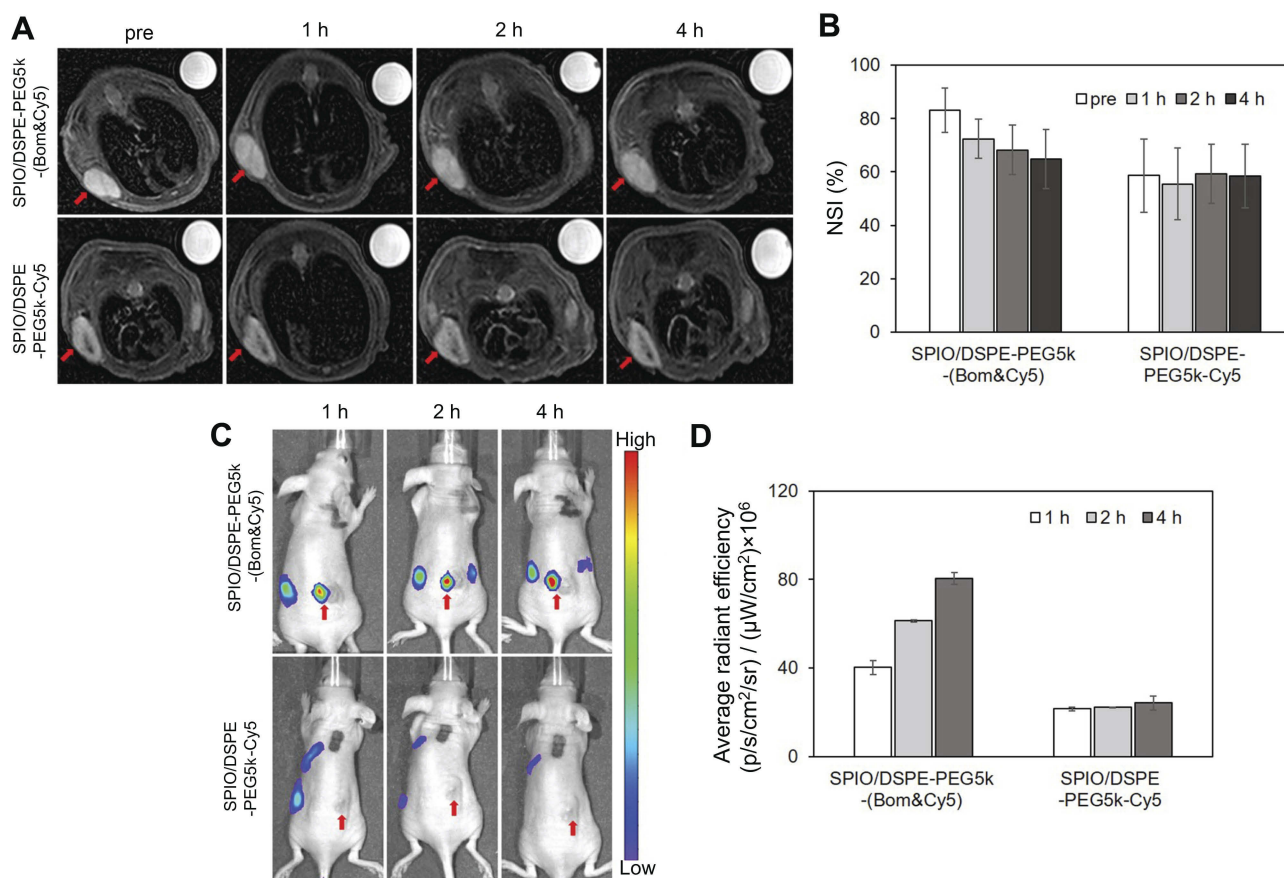 A
pre
1 h
2 h
4 h
SPIO/DSPE-PEG5k
-(Bom&Cy5)
SPIO/DSPE
-PEG5k-Cy5
B
NSI (%)
100
80
60
40
20
0
pre
1 h
2 h
4 h
SPIO/DSPE-PEG5k
-(Bom&Cy5)
SPIO/DSPE-
PEG5k-Cy5
C
1 h
2 h
4 h
SPIO/DSPE-PEG5k
-(Bom&Cy5)
SPIO/DSPE
-PEG5k-Cy5
High
Low
D
Average radiant efficiency
(p/s/cm²/sr) / (µW/cm²)×10⁶
120
80
40
0
1 h
2 h
4 h
SPIO/DSPE-PEG5k
-(Bom&Cy5)
SPIO/DSPE
-PEG5k-Cy5